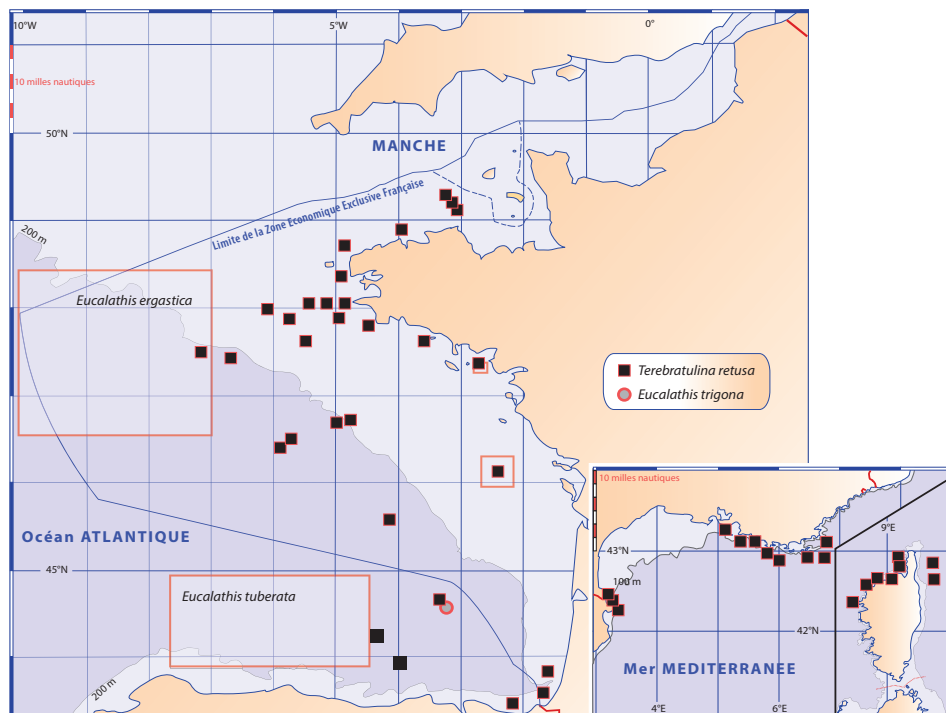 10°W
5°W
0°
10 milles nautiques
50°N
MANCHE
Limite de la Zone Economique Exclusive Française
200 m
Eucalathis ergastica
Terebratulina retusa
Eucalathis trigona
Océan ATLANTIQUE
45°N
Eucalathis tuberata
200 m
10 milles nautiques
9°E
43°N
100 m
42°N
Mer MEDITERRANEE
4°E
6°E